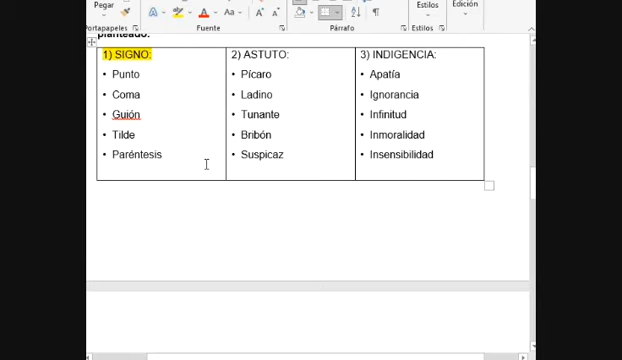 Pegar
Estilos
Edición
Portapapeles
Fuente
Párrafo
Estilos
planteado:
1) SIGNO:
• Punto
• Coma
• Guión
• Tilde
• Paréntesis
2) ASTUTO:
• Pícaro
• Ladino
• Tunante
• Bribón
• Suspicaz
3) INDIGENCIA:
• Apatía
• Ignorancia
• Infinitud
• Inmoralidad
• Insensibilidad